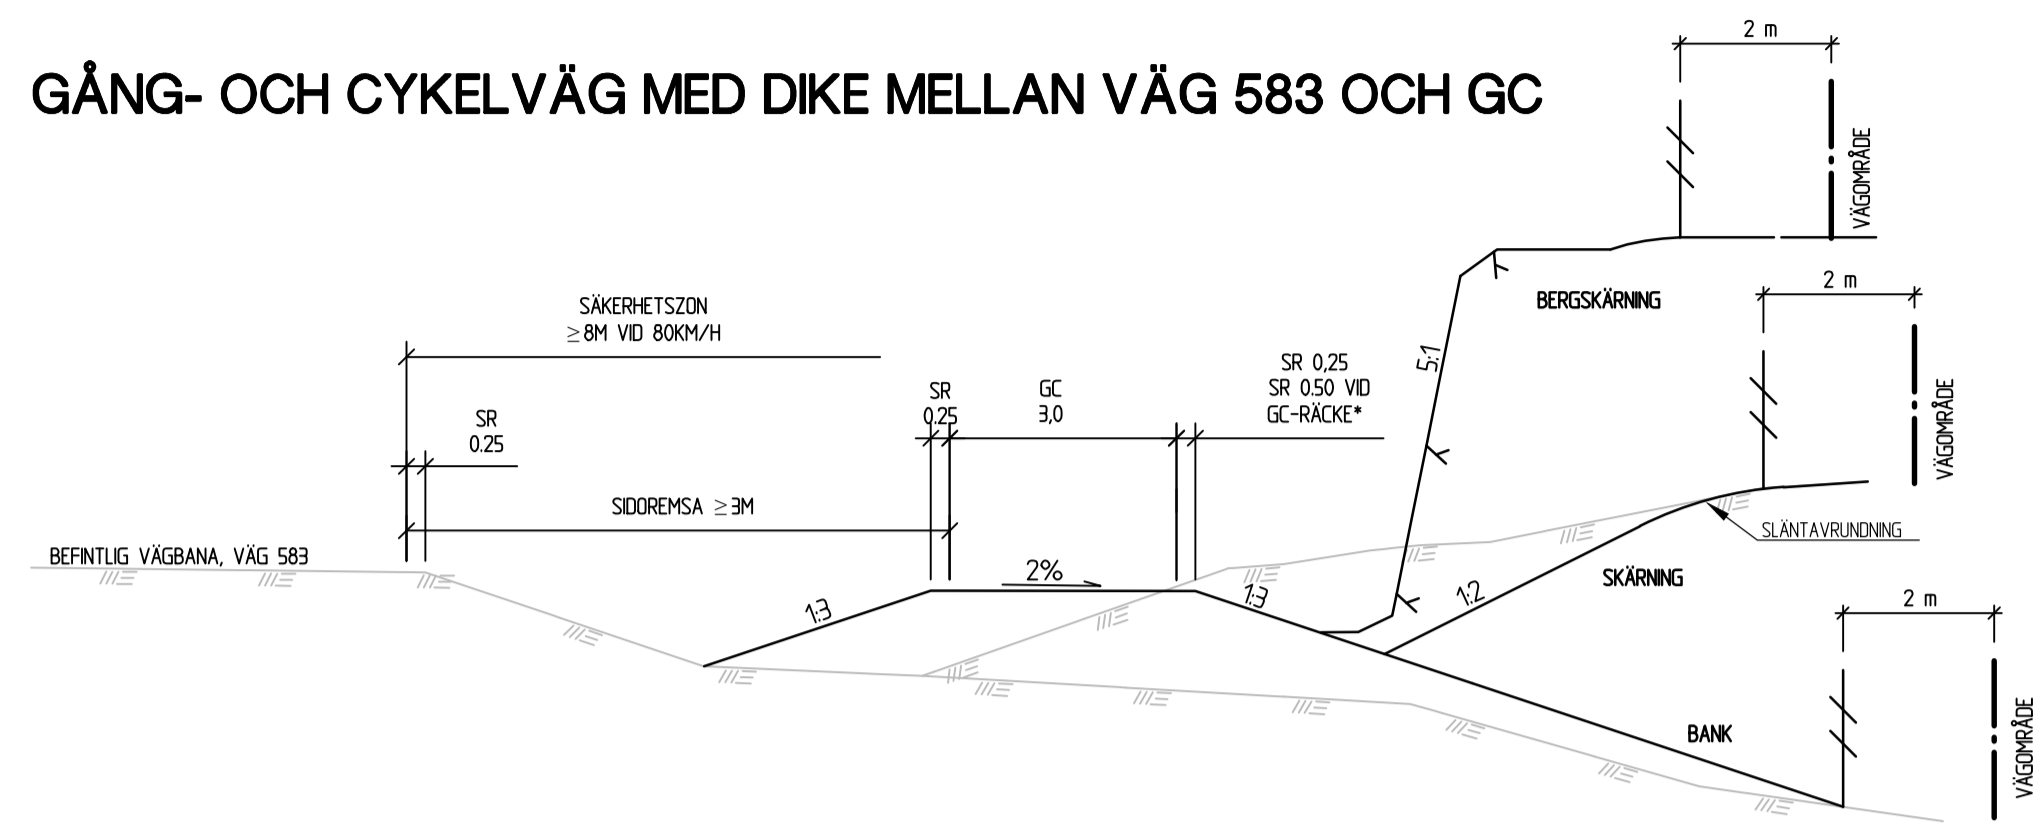 GÅNG- OCH CYKELVÄG MED DIKE MELLAN VÄG 583 OCH GC
2 m
VÄGOMRÅDE
BERGSKÄRNING
2 m
VÄGOMRÅDE
SÄKERHETSZON
≥8M VID 80KM/H
SR
0.25
SR
0.25
GC
3,0
SR 0,25
SR 0.50 VID
GC-RÄCKE*
5:1
SIDOREMSA ≥3M
BEFINTLIG VÄGBANA, VÄG 583
2%
1:3
1:3
1:2
SLÄNTAVRUNDNING
SKÄRNING
2 m
BANK
VÄGOMRÅDE